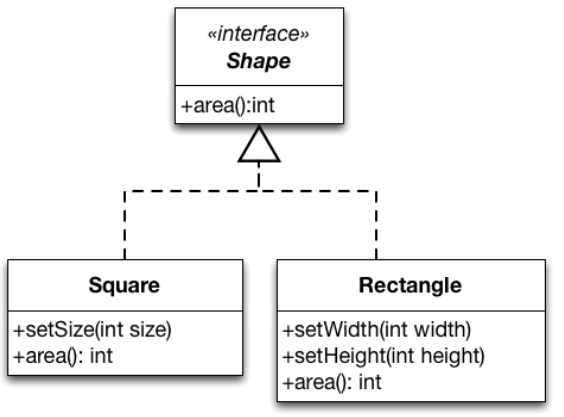 «interface»
Shape
+area():int
Square
+setSize(int size)
+area(): int
Rectangle
+setWidth(int width)
+setHeight(int height)
+area(): int